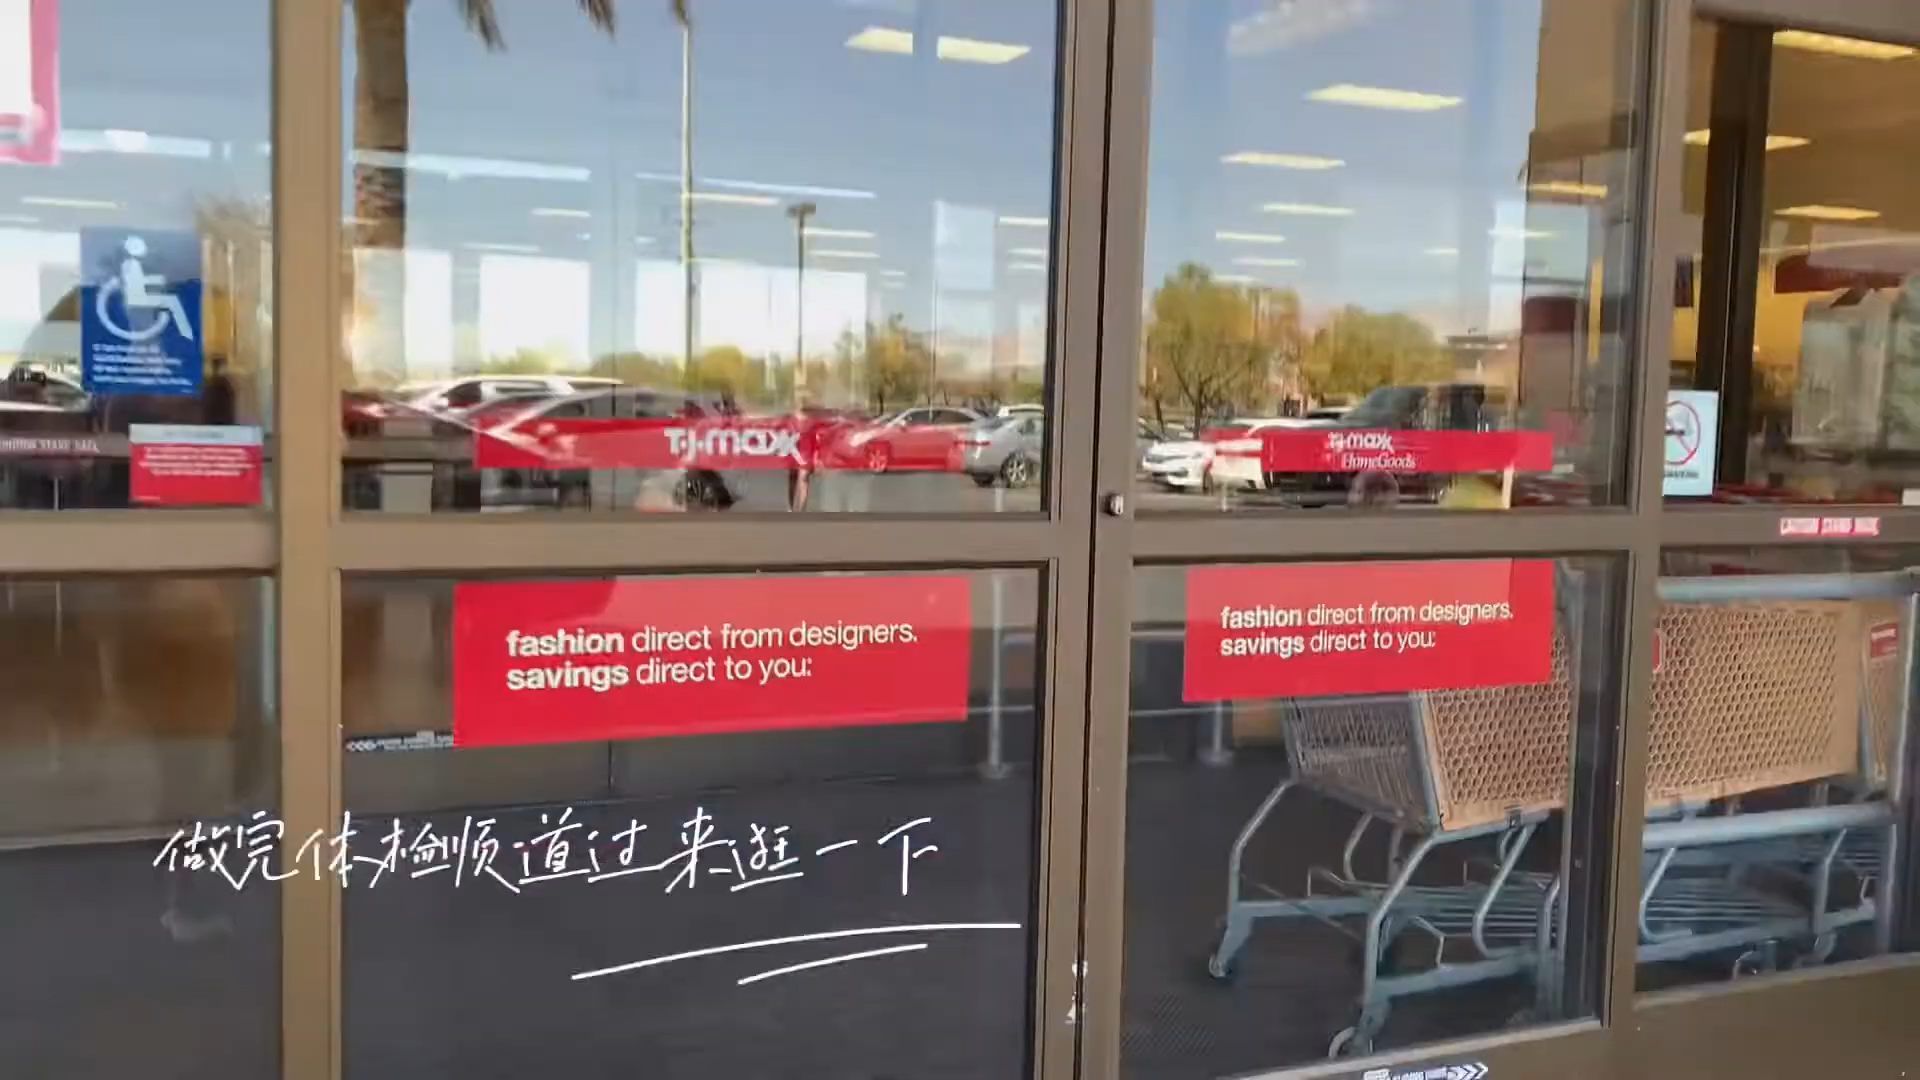 T·J·maxx
T·J·maxx
HomeGoods
fashion direct from designers.
savings direct to you:
fashion direct from designers.
savings direct to you:
做完体检顺道过来逛一下